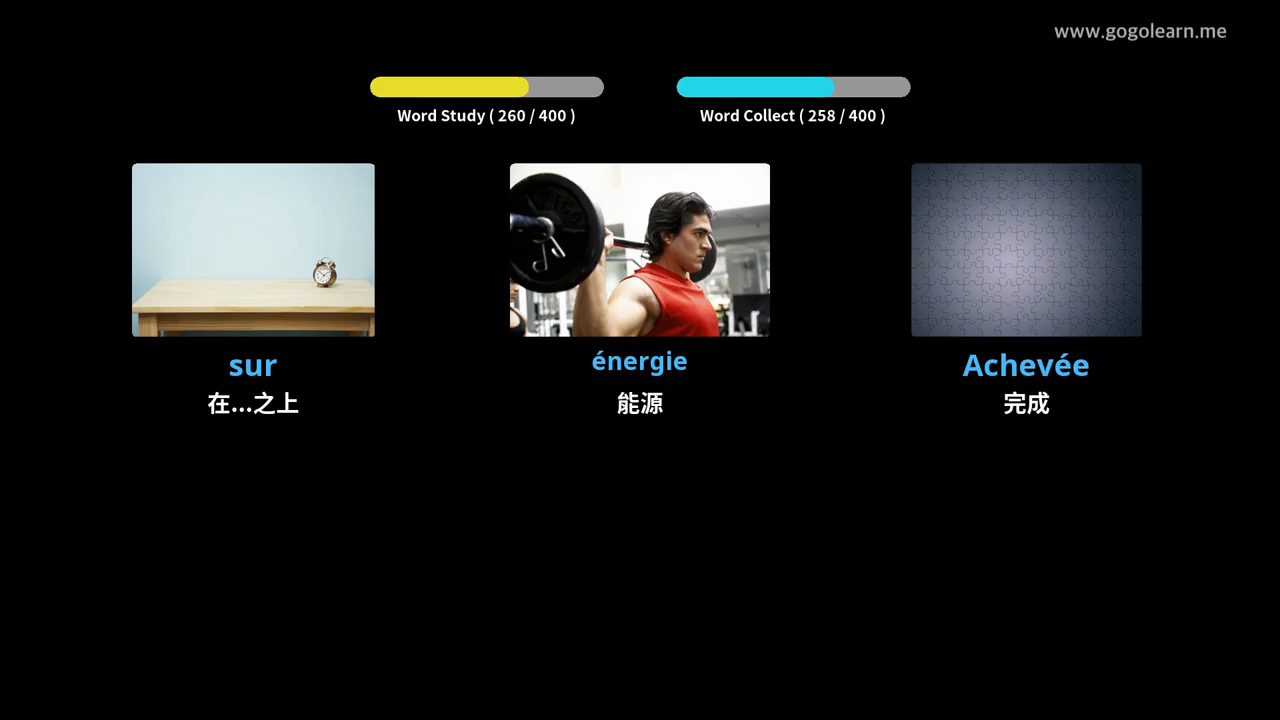 www.gogolearn.me
Word Study ( 260 / 400 )
Word Collect ( 258 / 400 )
sur
énergie
Achevée
在...之上
能源
完成